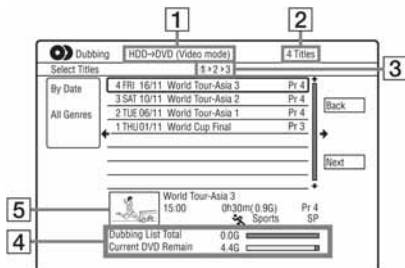 1
2
Dubbing HDD→DVD (Video mode) 4 Titles
Select Titles 1›2›3
3
By Date
All Genres
4 FRI 16/11 World Tour-Asia 3 Pr 4
3 SAT 10/11 World Tour-Asia 2 Pr 4
2 TUE 06/11 World Tour-Asia 1 Pr 4
1 THU 01/11 World Cup Final Pr 3
Back
Next
5
World Tour-Asia 3
15:00 0h30m(0.9G) Pr 4
Sports SP
4
Dubbing List Total 0.0G
Current DVD Remain 4.4G